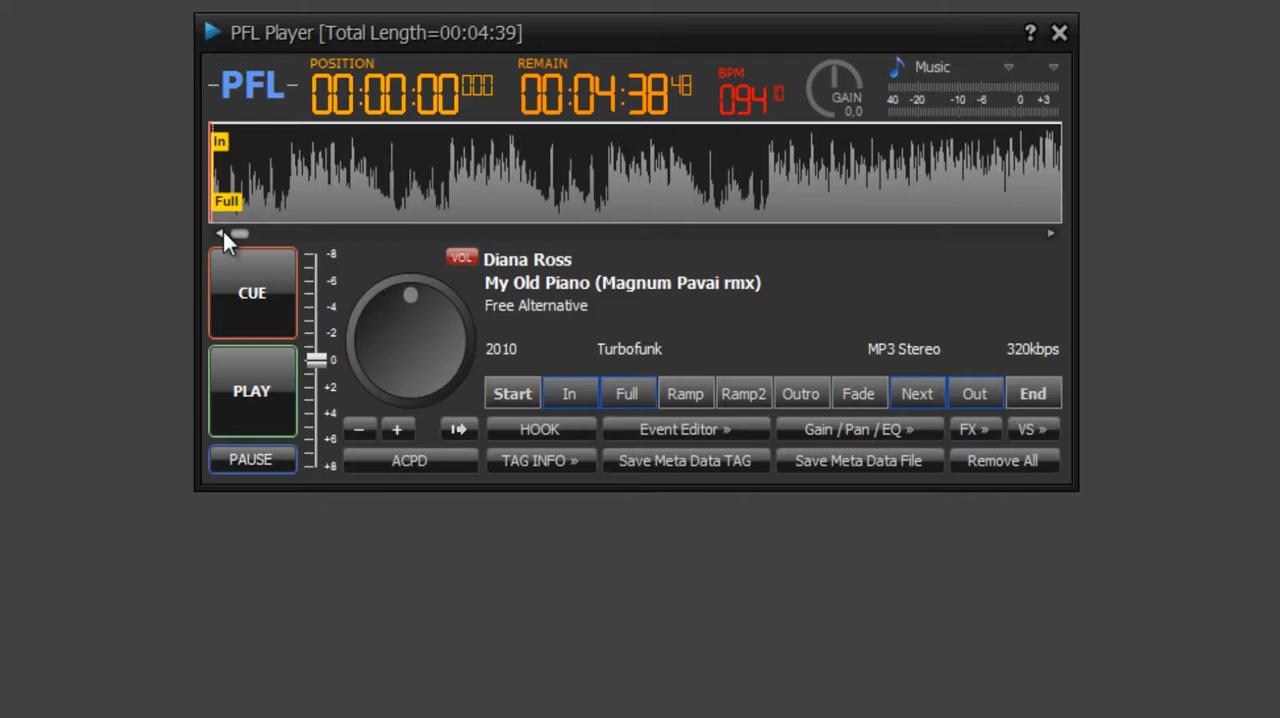 PFL Player [Total Length=00:04:39] ?
-PFL- POSITION 00:00:00 000 REMAIN 00:04:38 48 BPM 094 10 GAIN 0,0 Music
40 -20 -10 -6 0 +3
In
Full
CUE
PLAY
PAUSE
-8
-6
-4
-2
0
+2
+4
+6
+8
VOL Diana Ross
My Old Piano (Magnum Pavai rmx)
Free Alternative
2010 Turbofunk MP3 Stereo 320kbps
Start In Full Ramp Ramp2 Outro Fade Next Out End
− + HOOK Event Editor » Gain / Pan / EQ » FX » VS »
ACPD TAG INFO » Save Meta Data TAG Save Meta Data File Remove All